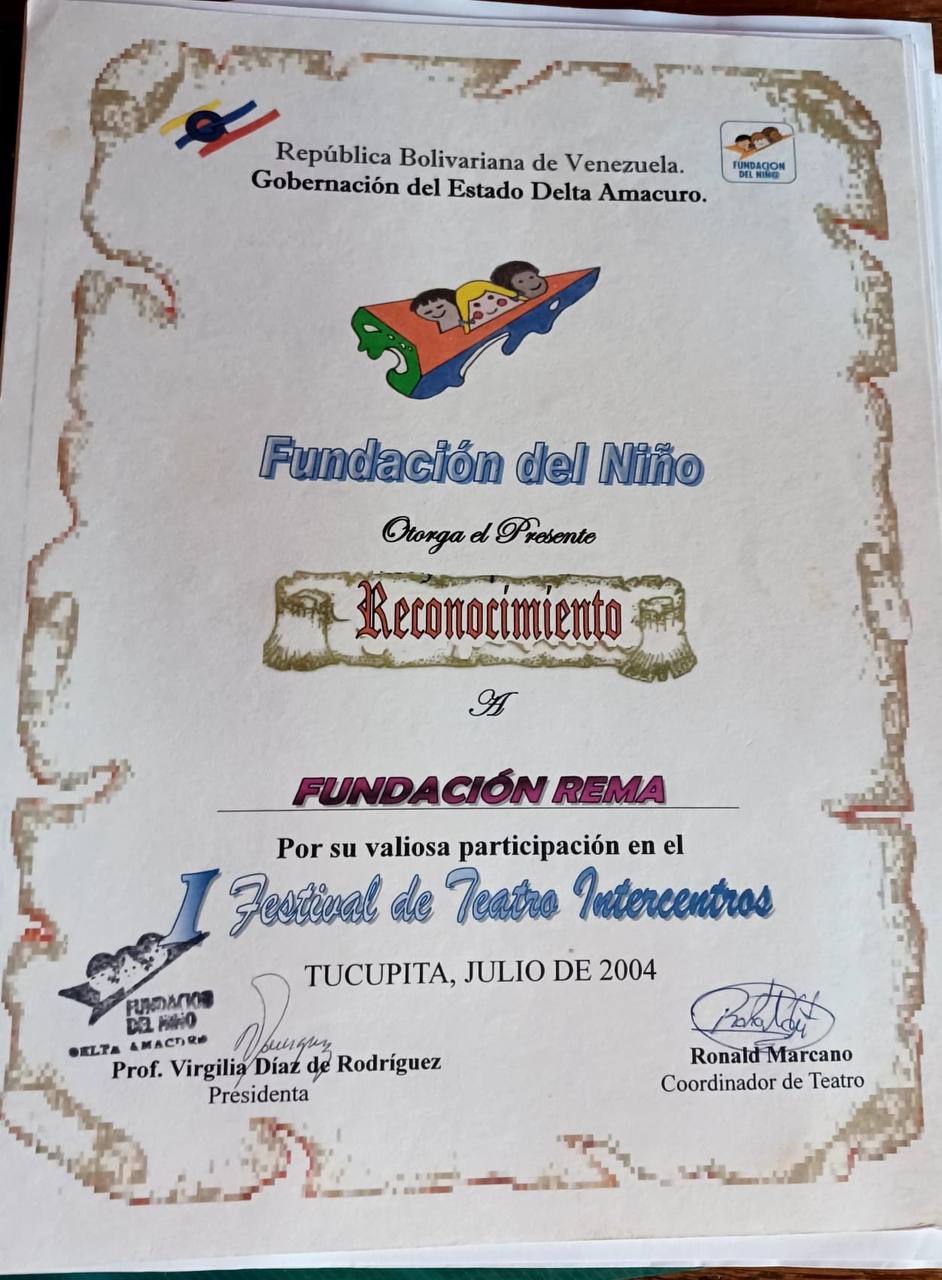 República Bolivariana de Venezuela.
Gobernación del Estado Delta Amacuro.
FUNDACION
DEL NIÑ@
Fundación del Niño
Otorga el Presente
Reconocimiento
A
FUNDACIÓN REMA
Por su valiosa participación en el
I Festival de Teatro Intercentros
TUCUPITA, JULIO DE 2004
FUNDACION
DEL NIÑO
DELTA AMACURO
Prof. Virgilia Díaz de Rodríguez
Presidenta
Ronald Marcano
Coordinador de Teatro